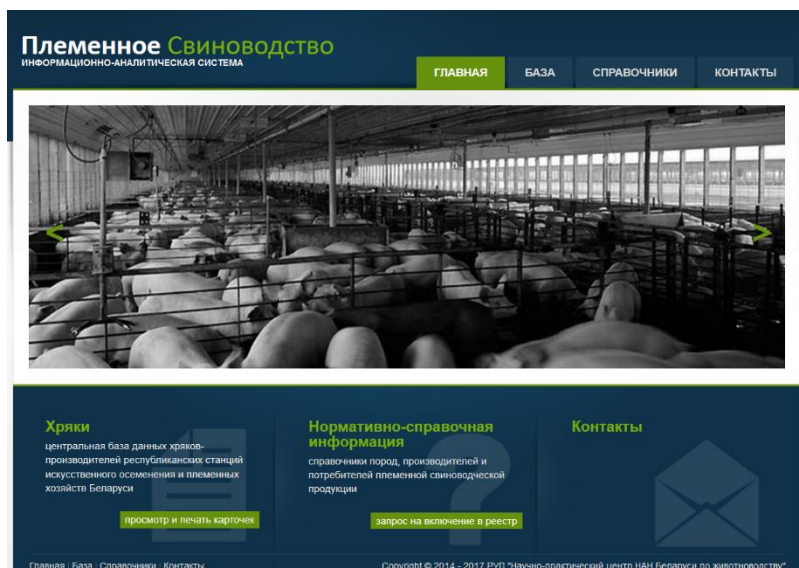 Племенное Свиноводство
ИНФОРМАЦИОННО-АНАЛИТИЧЕСКАЯ СИСТЕМА
ГЛАВНАЯ БАЗА СПРАВОЧНИКИ КОНТАКТЫ
< >
Хряки
центральная база данных хряков-
производителей республиканских станций
искусственного осеменения и племенных
хозяйств Беларуси
просмотр и печать карточек
Нормативно-справочная
информация
справочники пород, производителей и
потребителей племенной свиноводческой
продукции
запрос на включение в реестр
Контакты
Главная | База | Справочники | Контакты
Copyright © 2014 - 2017 РУП "Научно-практический центр НАН Беларуси по животноводству"